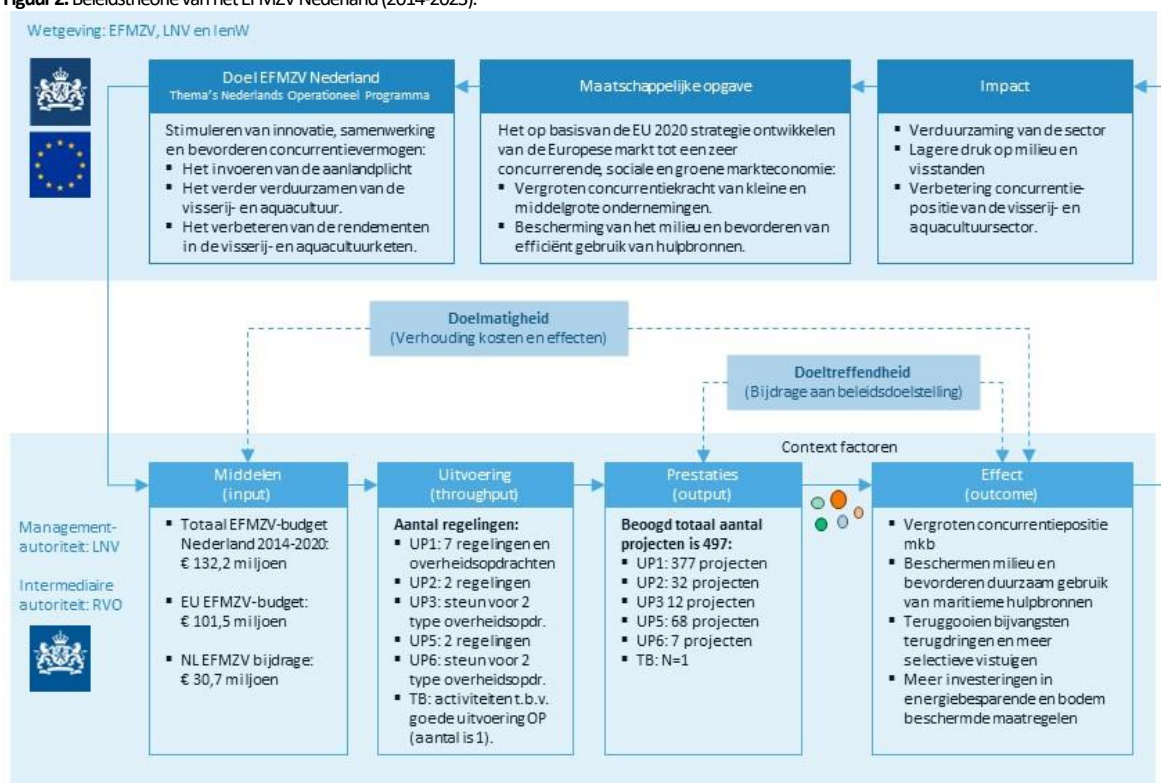 Figuur 2. Beleidstheorie van het EFMZV Nederland (2014-2023).
Wetgeving: EFMZV, LNV en IenW
Doel EFMZV Nederland
Thema's Nederlands Operationeel Programma
Stimuleren van innovatie, samenwerking
en bevorderen concurrentievermogen:
▪ Het invoeren van de aanlandplicht
▪ Het verder verduurzamen van de
visserij- en aquacultuur.
▪ Het verbeteren van de rendementen
in de visserij- en aquacultuurketen.
Maatschappelijke opgave
Het op basis van de EU 2020 strategie ontwikkelen
van de Europese markt tot een zeer
concurrerende, sociale en groene markteconomie:
▪ Vergroten concurrentiekracht van kleine en
middelgrote ondernemingen.
▪ Bescherming van het milieu en bevorderen van
efficiënt gebruik van hulpbronnen.
Impact
▪ Verduurzaming van de sector
▪ Lagere druk op milieu en
visstanden
▪ Verbetering concurrentie-
positie van de visserij- en
aquacultuursector.
Doelmatigheid
(Verhouding kosten en effecten)
Doeltreffendheid
(Bijdrage aan beleidsdoelstelling)
Context factoren
Management-
autoriteit: LNV
Intermediaire
autoriteit: RVO
Middelen
(input)
▪ Totaal EFMZV-budget
Nederland 2014-2020:
€ 132,2 miljoen
▪ EU EFMZV-budget:
€ 101,5 miljoen
▪ NL EFMZV bijdrage:
€ 30,7 miljoen
Uitvoering
(throughput)
Aantal regelingen:
▪ UP1: 7 regelingen en
overheidsopdrachten
▪ UP2: 2 regelingen
▪ UP3: steun voor 2
type overheidsopdr.
▪ UP5: 2 regelingen
▪ UP6: steun voor 2
type overheidsopdr.
▪ TB: activiteiten t.b.v.
goede uitvoering OP
(aantal is 1).
Prestaties
(output)
Beoogd totaal aantal
projecten is 497:
▪ UP1: 377 projecten
▪ UP2: 32 projecten
▪ UP3 12 projecten
▪ UP5: 68 projecten
▪ UP6: 7 projecten
▪ TB: N=1
Effect
(outcome)
▪ Vergroten concurrentiepositie
mkb
▪ Beschermen milieu en
bevorderen duurzaam gebruik
van maritieme hulpbronnen
▪ Teruggooien bijvangsten
terugdringen en meer
selectieve vistuigen
▪ Meer investeringen in
energiebesparende en bodem
beschermde maatregelen